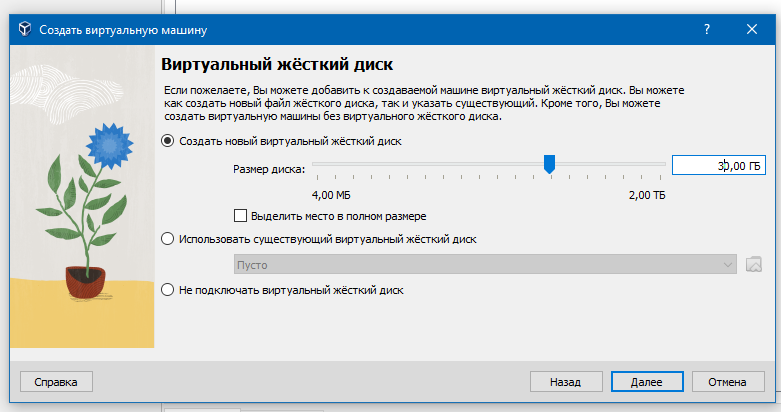 Создать виртуальную машину
?
Виртуальный жёсткий диск
Если пожелаете, Вы можете добавить к создаваемой машине виртуальный жёсткий диск. Вы можете
как создать новый файл жёсткого диска, так и указать существующий. Кроме того, Вы можете
создать виртуальную машины без виртуального жёсткого диска.
Создать новый виртуальный жёсткий диск
Размер диска:
30,00 ГБ
4,00 МБ
2,00 ТБ
Выделить место в полном размере
Использовать существующий виртуальный жёсткий диск
Пусто
Не подключать виртуальный жёсткий диск
Справка
Назад
Далее
Отмена